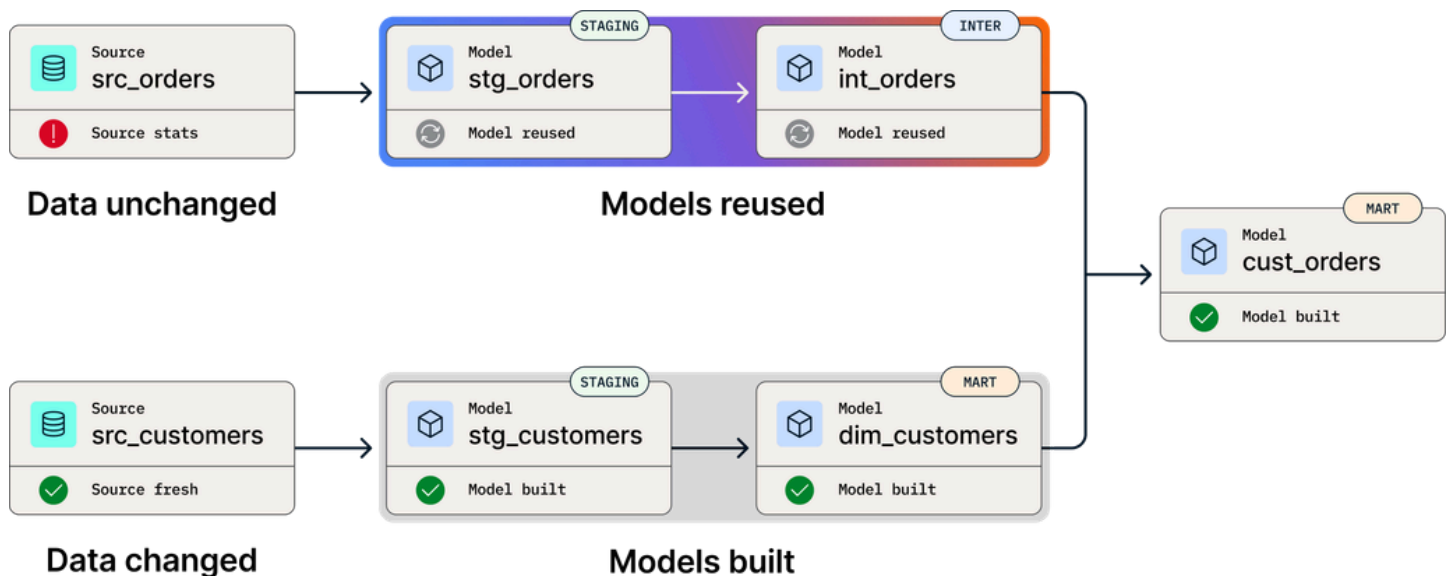 STAGING
INTER
Source
src_orders
Source stats
Model
stg_orders
Model reused
Model
int_orders
Model reused
Data unchanged
Models reused
MART
Model
cust_orders
Model built
STAGING
MART
Source
src_customers
Source fresh
Model
stg_customers
Model built
Model
dim_customers
Model built
Data changed
Models built